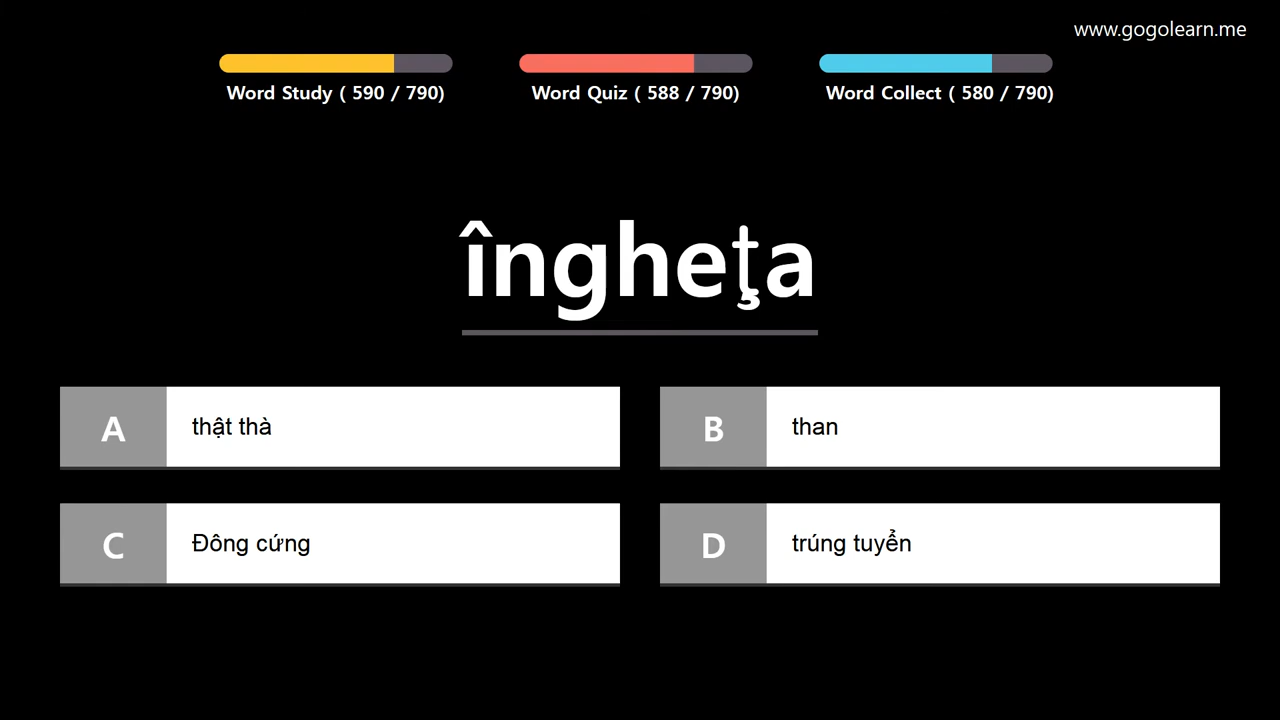 www.gogolearn.me
Word Study ( 590 / 790)
Word Quiz ( 588 / 790)
Word Collect ( 580 / 790)
îngheţa
A
thật thà
B
than
C
Đông cứng
D
trúng tuyển